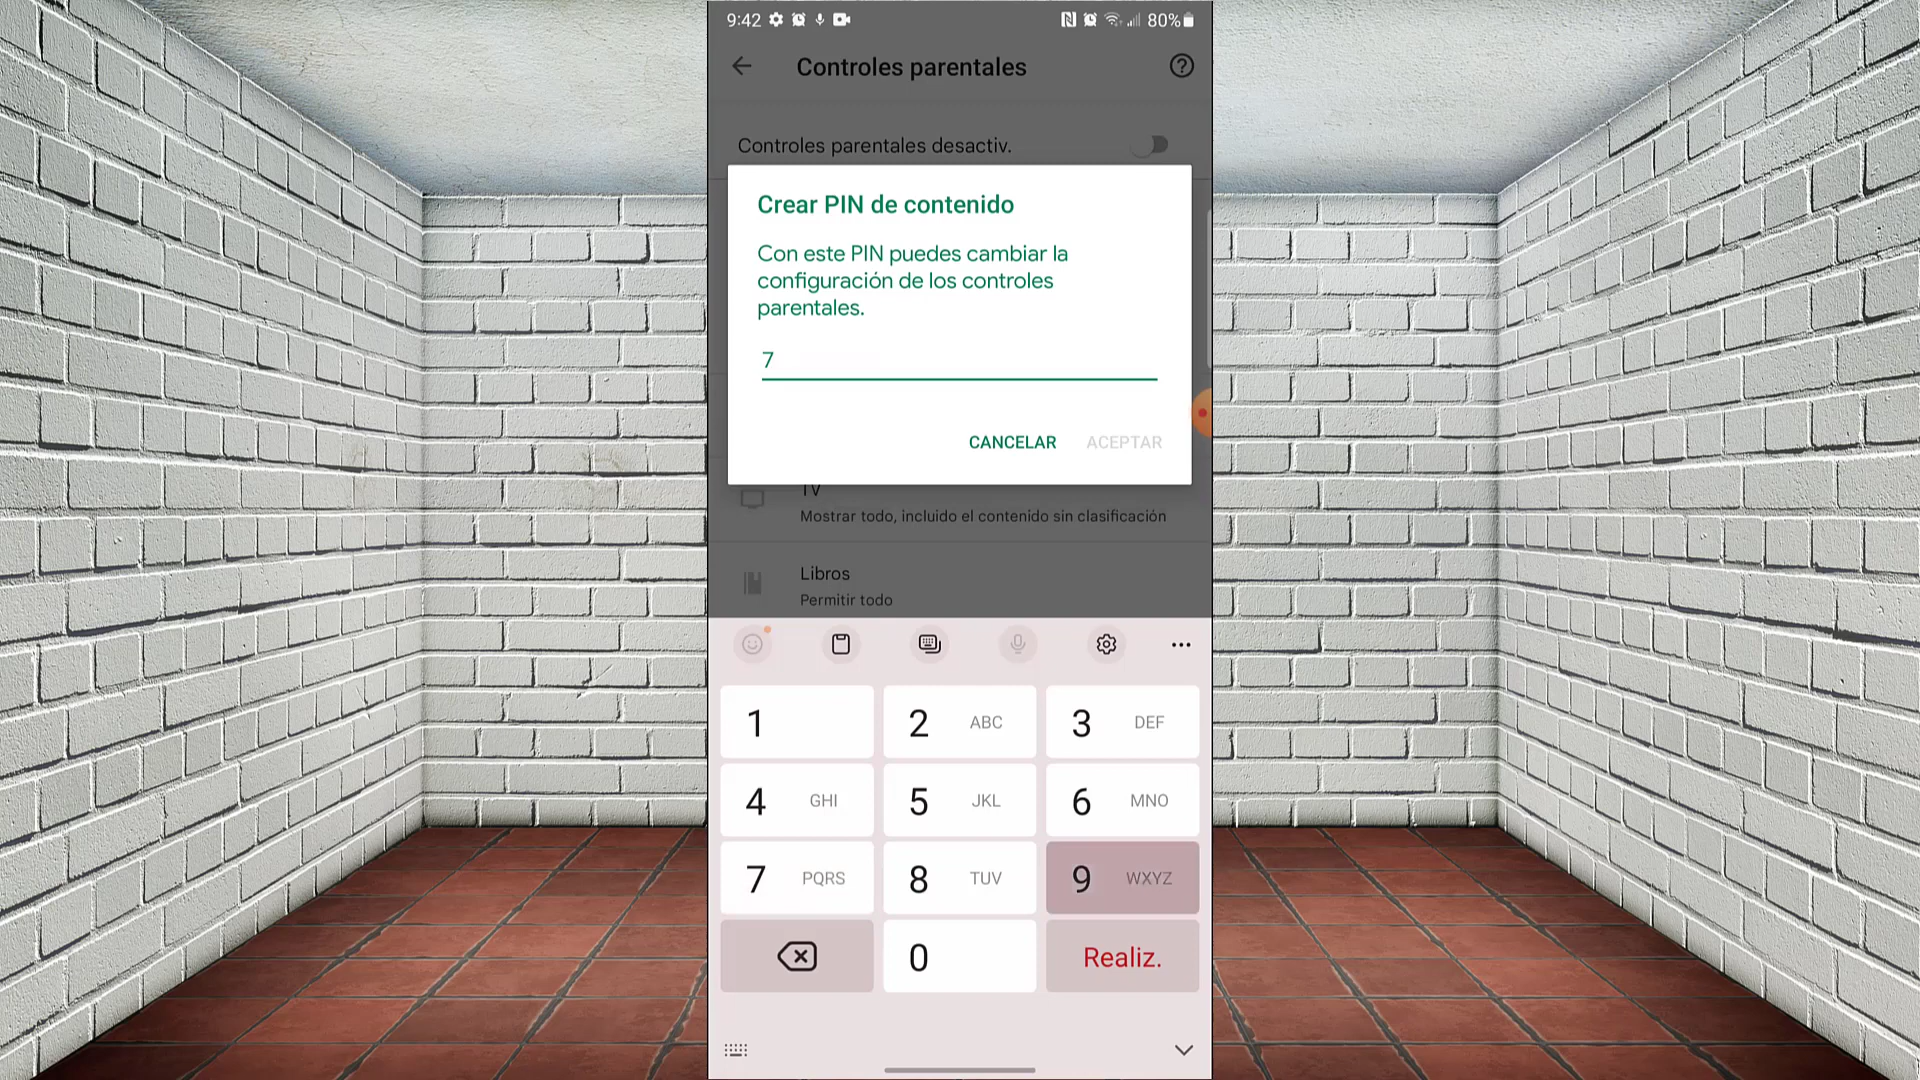 9:42 80%
Controles parentales
Controles parentales desactiv.
Crear PIN de contenido
Con este PIN puedes cambiar la
configuración de los controles
parentales.
7
CANCELAR ACEPTAR
TV
Mostrar todo, incluido el contenido sin clasificación
Libros
Permitir todo
1 2 ABC 3 DEF
4 GHI 5 JKL 6 MNO
7 PQRS 8 TUV 9 WXYZ
0 Realiz.